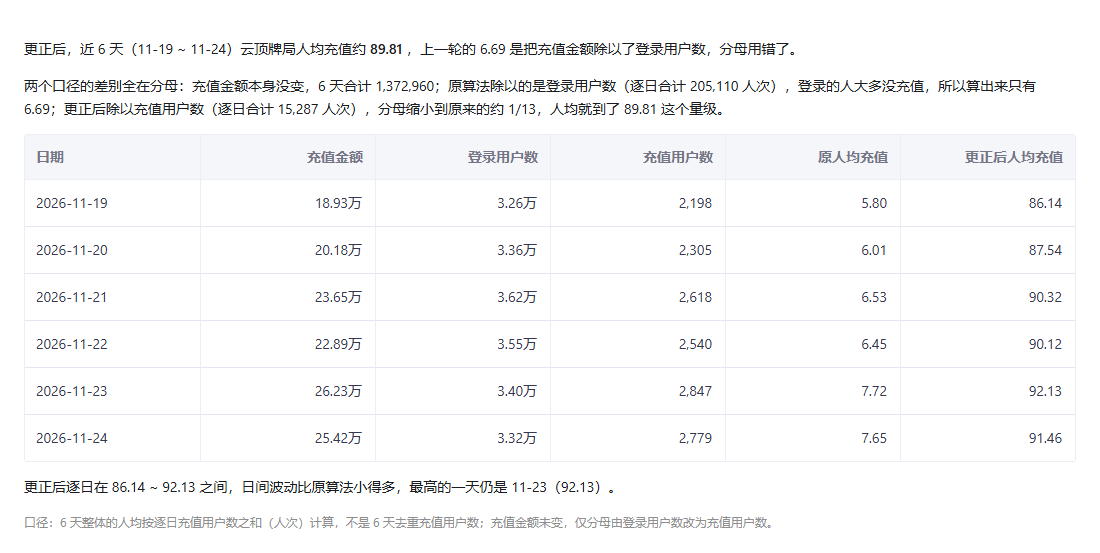 更正后，近 6 天（11-19 ~ 11-24）云顶牌局人均充值约 89.81 ，上一轮的 6.69 是把充值金额除以了登录用户数，分母用错了。
两个口径的差别全在分母：充值金额本身没变，6 天合计 1,372,960；原算法除以的是登录用户数（逐日合计 205,110 人次），登录的人大多没充值，所以算出来只有
6.69；更正后除以充值用户数（逐日合计 15,287 人次），分母缩小到原来的约 1/13，人均就到了 89.81 这个量级。
日期 充值金额 登录用户数 充值用户数 原人均充值 更正后人均充值
2026-11-19 18.93万 3.26万 2,198 5.80 86.14
2026-11-20 20.18万 3.36万 2,305 6.01 87.54
2026-11-21 23.65万 3.62万 2,618 6.53 90.32
2026-11-22 22.89万 3.55万 2,540 6.45 90.12
2026-11-23 26.23万 3.40万 2,847 7.72 92.13
2026-11-24 25.42万 3.32万 2,779 7.65 91.46
更正后逐日在 86.14 ~ 92.13 之间，日间波动比原算法小得多，最高的一天仍是 11-23（92.13）。
口径：6 天整体的人均按逐日充值用户数之和（人次）计算，不是 6 天去重充值用户数；充值金额未变，仅分母由登录用户数改为充值用户数。